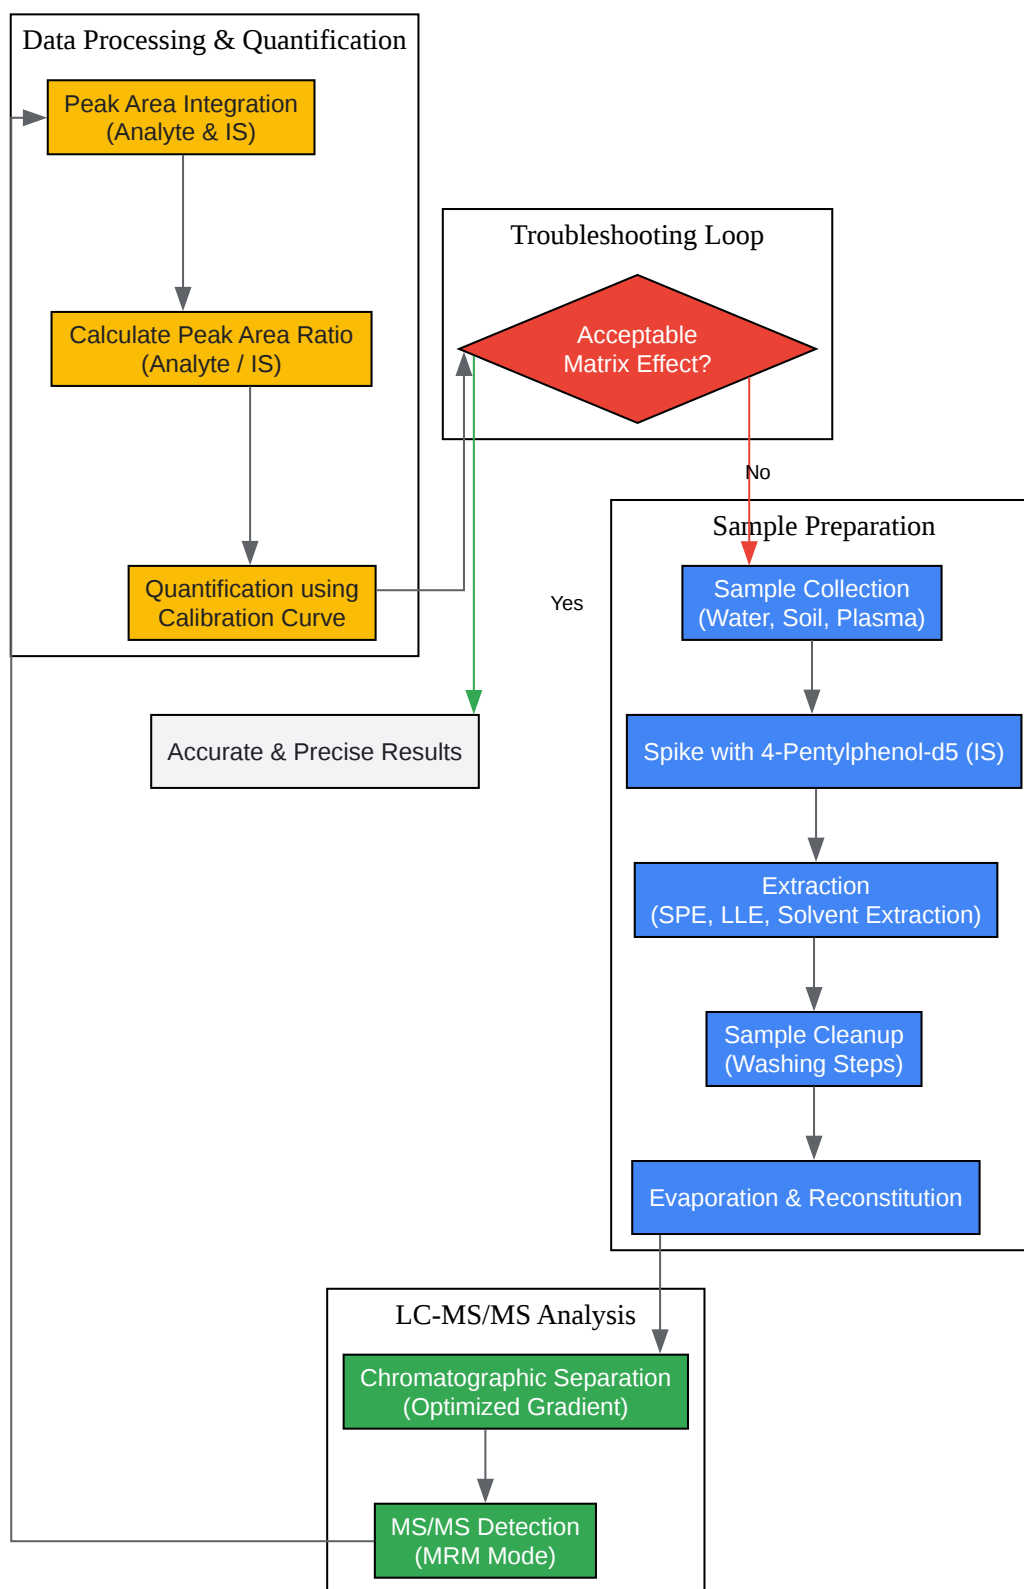 Data Processing & Quantification
Peak Area Integration
(Analyte & IS)
Calculate Peak Area Ratio
(Analyte / IS)
Quantification using
Calibration Curve
Troubleshooting Loop
Acceptable
Matrix Effect?
No
Yes
Accurate & Precise Results
Sample Preparation
Sample Collection
(Water, Soil, Plasma)
Spike with 4-Pentylphenol-d5 (IS)
Extraction
(SPE, LLE, Solvent Extraction)
Sample Cleanup
(Washing Steps)
Evaporation & Reconstitution
LC-MS/MS Analysis
Chromatographic Separation
(Optimized Gradient)
MS/MS Detection
(MRM Mode)